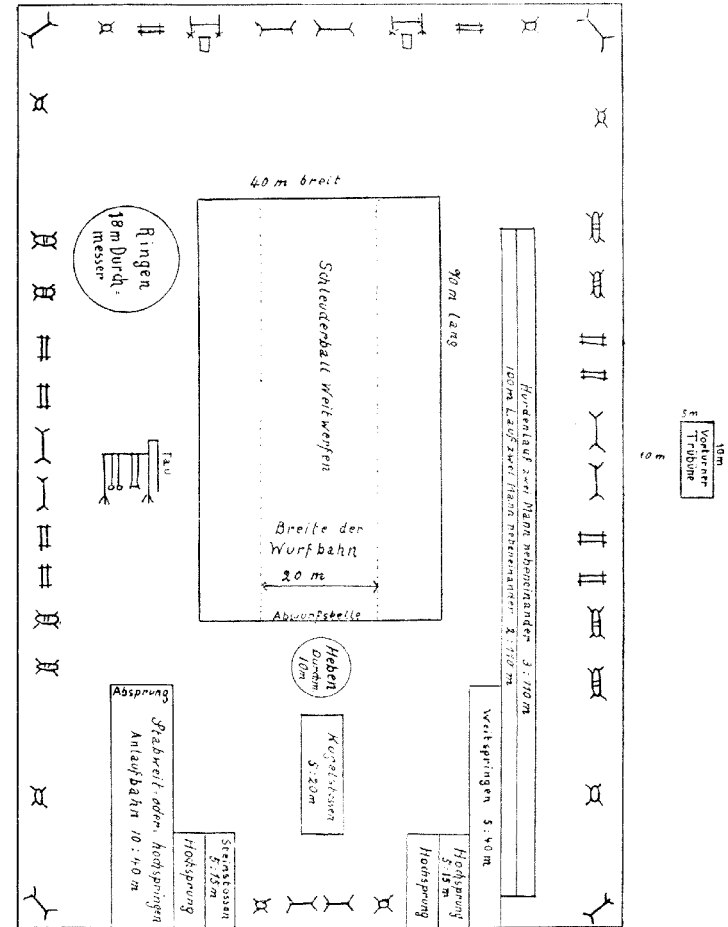 40 m breit
Ringen
18 m Durch=
messer
Schleuderball Weitwerfen
90 m Lang
Hürdenlauf zwei Mann nebeneinander 3:110 m
100 m Lauf zwei Mann nebeneinander 2:110 m
5 m
10 m
Vorturner
Tribüne
10 m
Tau
Breite der
Wurfbahn
20 m
Abwurfstelle
Heben
Durchm
10 m
Kugelstossen
5:20 m
Absprung
Stabweit- oder, hochspringen
Anlaufbahn 10:40 m
Steinstossen
5:15 m
Hochsprung
Weitspringen 5:40 m
Hochsprung
5:15 m
Hochsprung